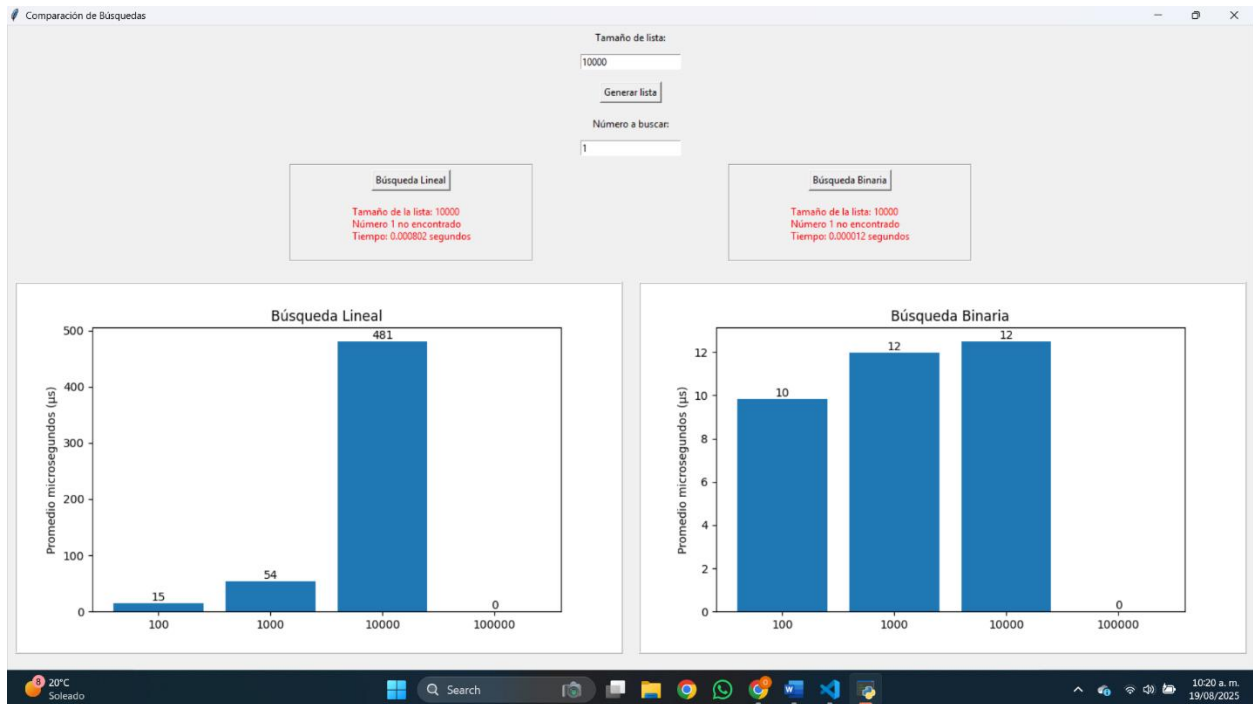 Comparación de Búsquedas
Tamaño de lista:
10000
Generar lista
Número a buscar:
1
Búsqueda Lineal
Tamaño de la lista: 10000
Número 1 no encontrado
Tiempo: 0.000802 segundos
Búsqueda Binaria
Tamaño de la lista: 10000
Número 1 no encontrado
Tiempo: 0.000012 segundos
Búsqueda Lineal
Promedio microsegundos (µs)
500
400
300
200
100
0
15
54
481
0
100
1000
10000
100000
Búsqueda Binaria
Promedio microsegundos (µs)
12
10
8
6
4
2
0
10
12
12
0
100
1000
10000
100000
8
20°C
Soleado
Search
10:20 a. m.
19/08/2025